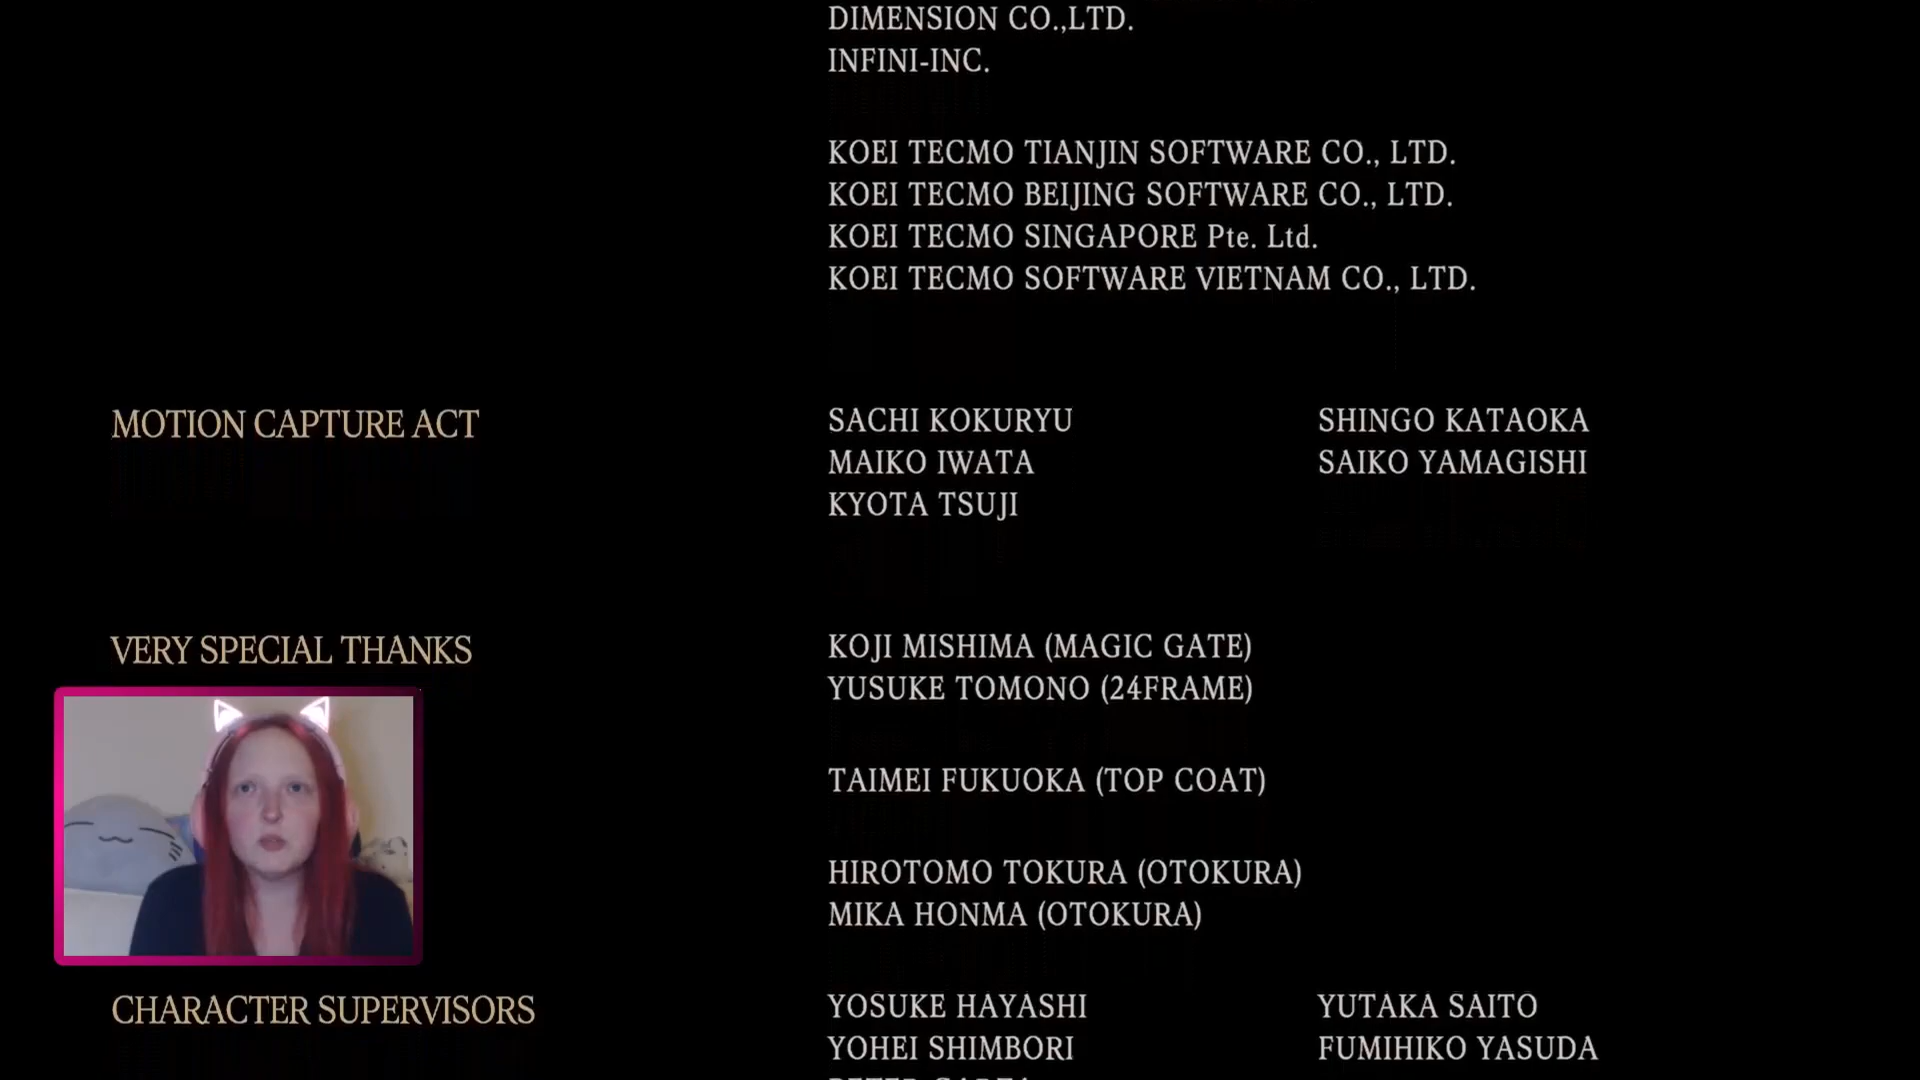 DIMENSION CO.,LTD.
INFINI-INC.
KOEI TECMO TIANJIN SOFTWARE CO., LTD.
KOEI TECMO BEIJING SOFTWARE CO., LTD.
KOEI TECMO SINGAPORE Pte. Ltd.
KOEI TECMO SOFTWARE VIETNAM CO., LTD.
MOTION CAPTURE ACT
SACHI KOKURYU
SHINGO KATAOKA
MAIKO IWATA
SAIKO YAMAGISHI
KYOTA TSUJI
VERY SPECIAL THANKS
KOJI MISHIMA (MAGIC GATE)
YUSUKE TOMONO (24FRAME)
TAIMEI FUKUOKA (TOP COAT)
HIROTOMO TOKURA (OTOKURA)
MIKA HONMA (OTOKURA)
CHARACTER SUPERVISORS
YOSUKE HAYASHI
YUTAKA SAITO
YOHEI SHIMBORI
FUMIHIKO YASUDA